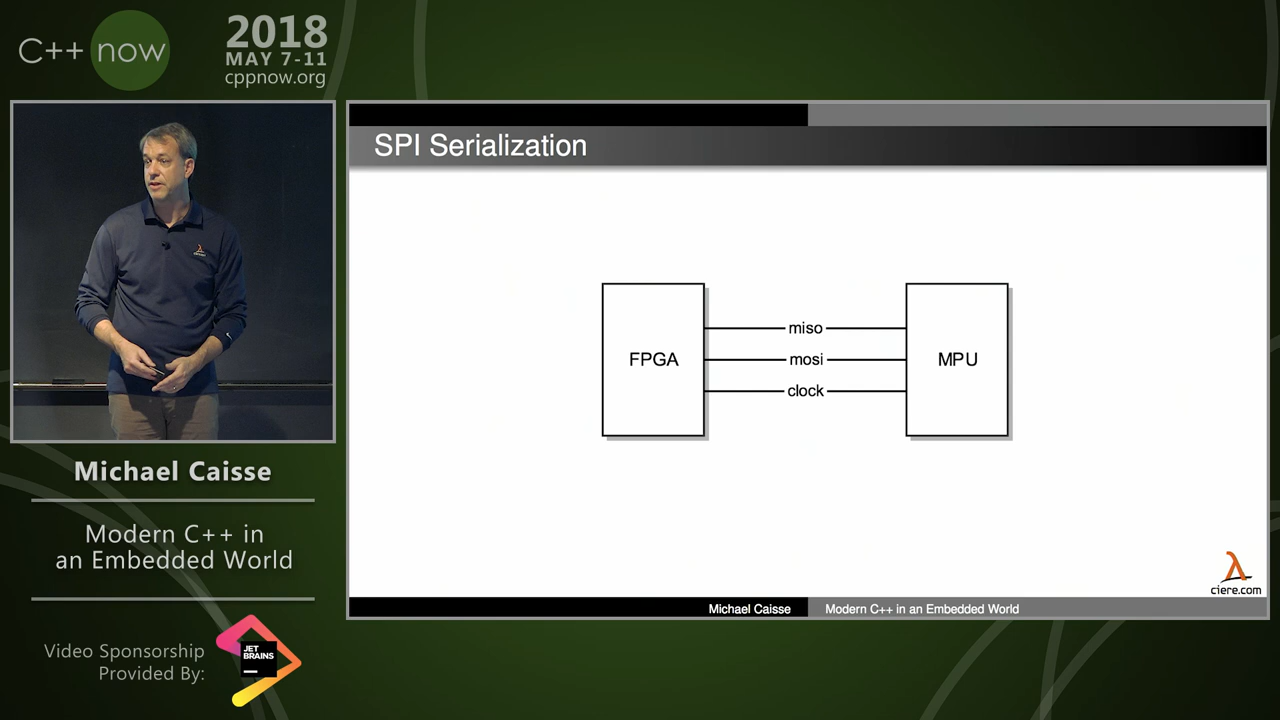 C++ now
2018
MAY 7-11
cppnow.org
SPI Serialization
FPGA
miso
mosi
clock
MPU
λ
ciere.com
Michael Caisse
Modern C++ in an Embedded World
Michael Caisse
Modern C++ in
an Embedded World
Video Sponsorship
Provided By:
JET
BRAINS